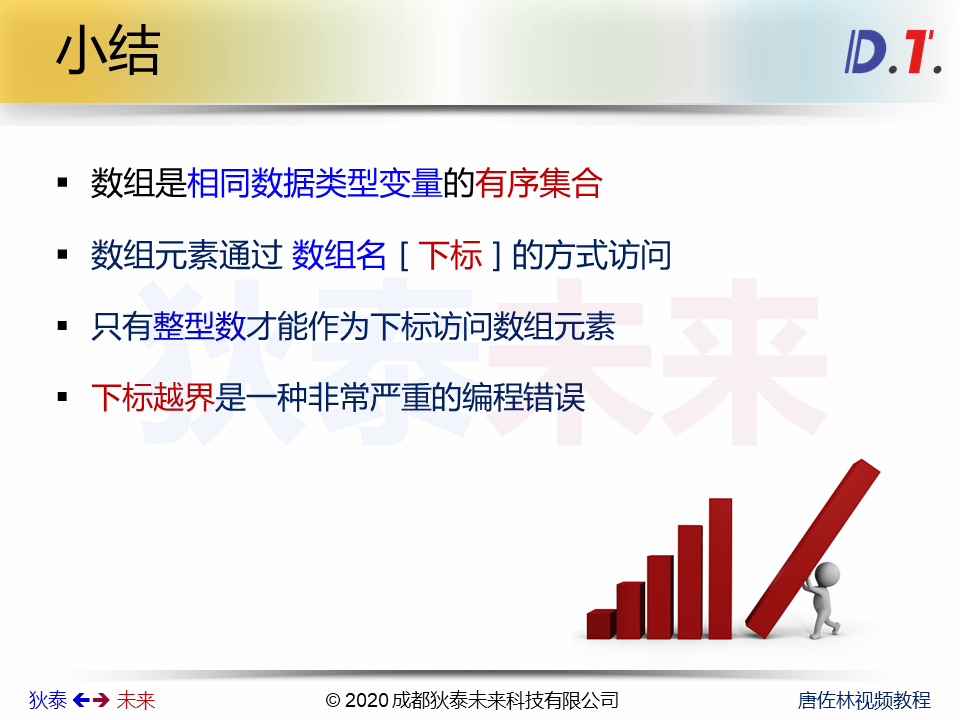 小结
D.T.
数组是相同数据类型变量的有序集合
数组元素通过 数组名 [ 下标 ] 的方式访问
只有整型数才能作为下标访问数组元素
下标越界是一种非常严重的编程错误
狄泰未来
狄泰 未来
© 2020 成都狄泰未来科技有限公司
唐佐林视频教程